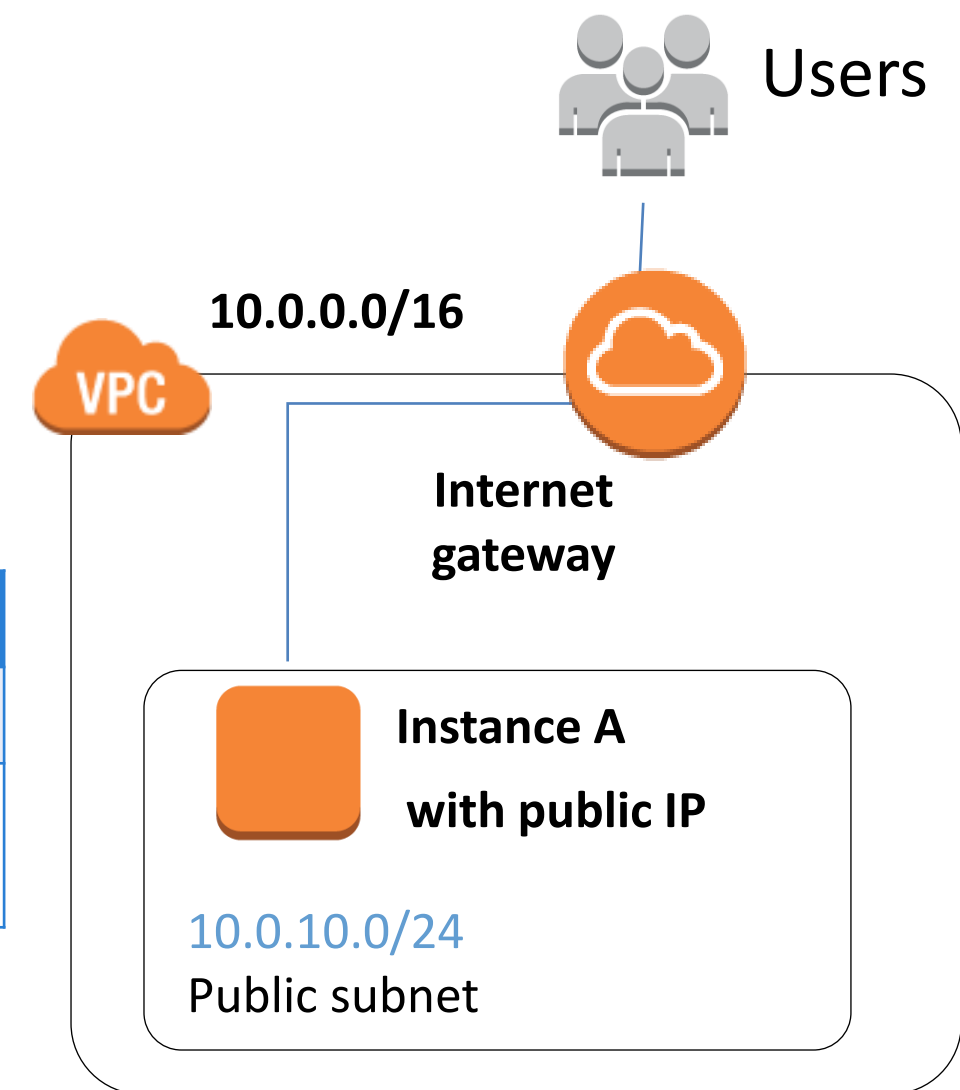 Users
10.0.0.0/16
VPC
Internet
gateway
Instance A
with public IP
10.0.10.0/24
Public subnet